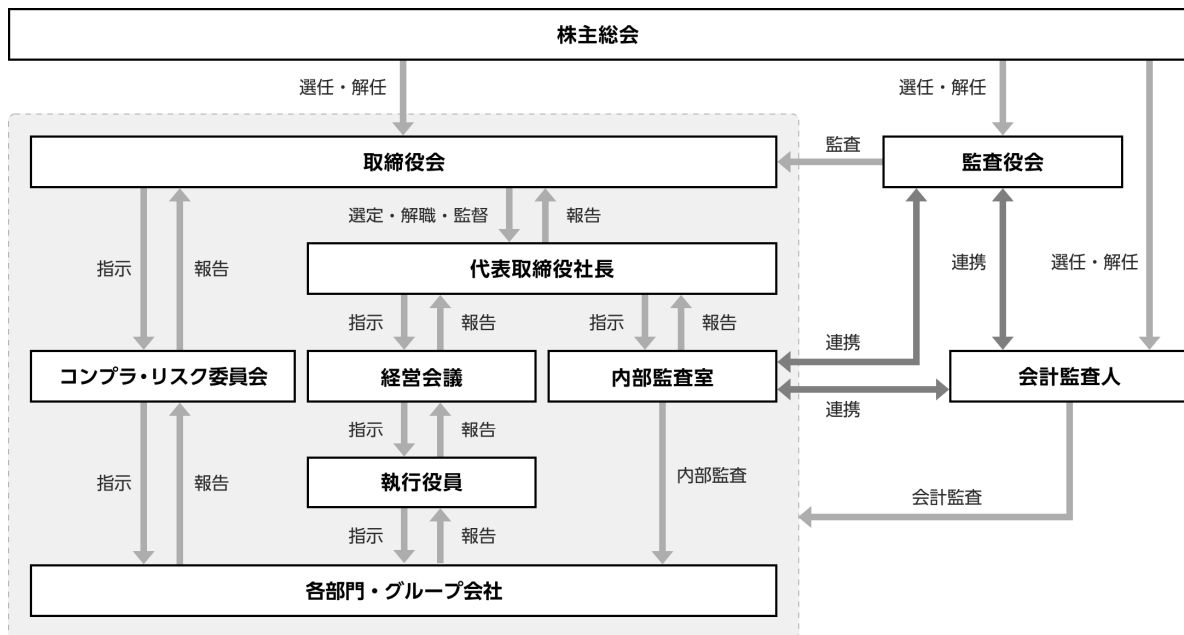 株主総会
選任・解任
選任・解任
取締役会
監査
監査役会
選定・解職・監督
報告
指示
報告
代表取締役社長
連携
選任・解任
指示
報告
指示
報告
連携
コンプラ・リスク委員会
経営会議
内部監査室
会計監査人
連携
指示
報告
指示
報告
執行役員
内部監査
会計監査
指示
報告
各部門・グループ会社